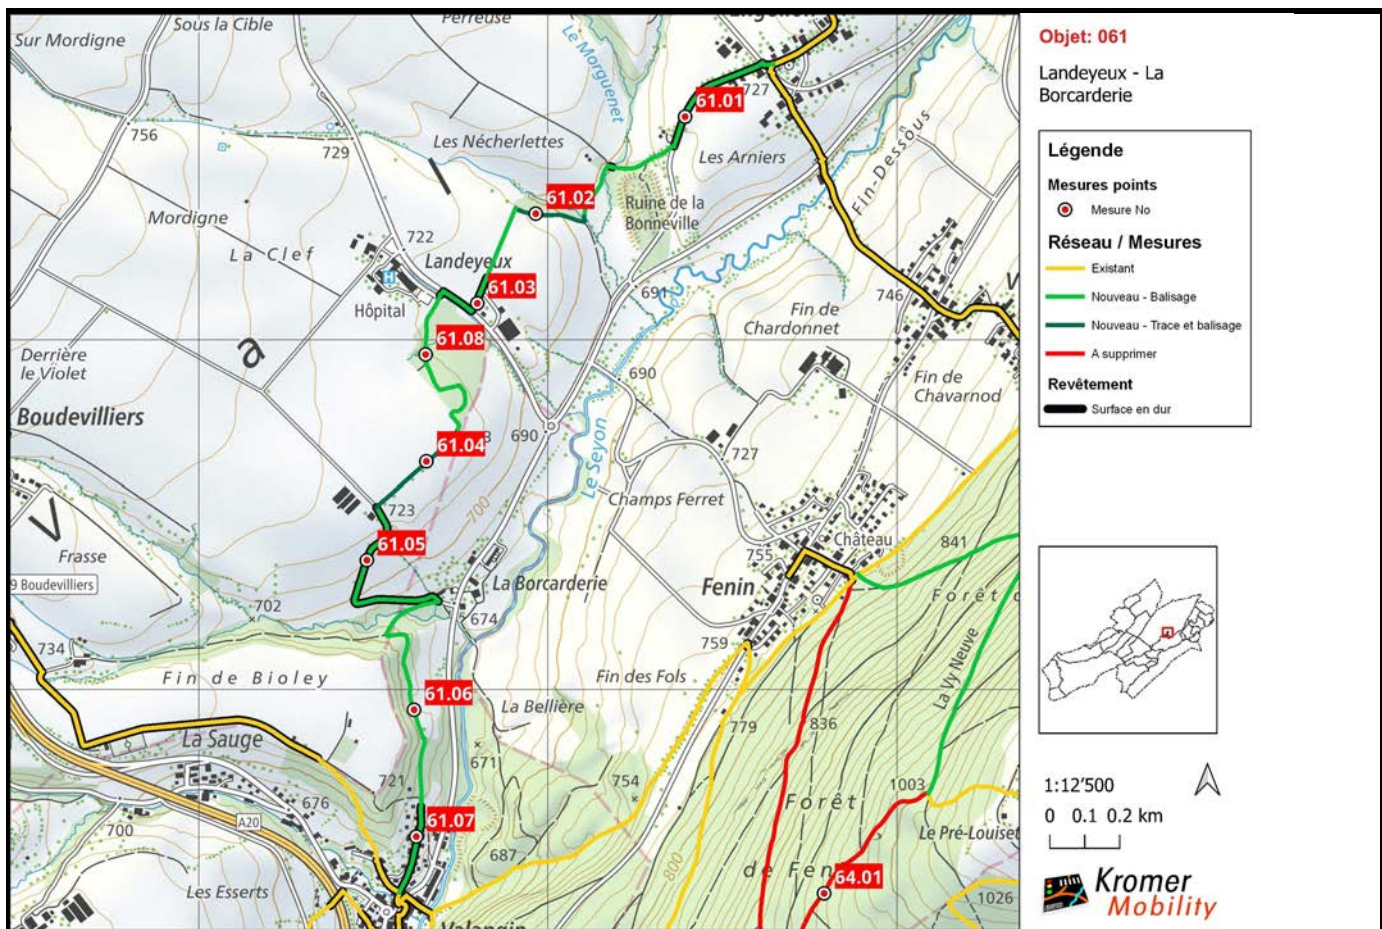 Sur Mordigne
Sous la Cible
Perreuse
Le Morguenet
Engollon
727
61.01
756
729
Les Nécherlettes
Les Arniers
Fin-Dessous
Mordigne
61.02
Ruine de la
Bonneville
La Clef
722
Landeyeux
H
Hôpital
61.03
691
746
V
Fin de
Chardonnet
a
61.08
Derrière
le Violet
690
Fin de
Chavarnod
Boudevilliers
Le Seyon
61.04
690
727
V
723
700
Champs Ferret
Frasse
61.05
Château
841
755
9 Boudevilliers
La Borcarderie
Fenin
702
674
Forêt d
734
759
La Vy Neuve
Fin de Bioley
Fin des Fols
61.06
La Bellière
779
836
La Sauge
671
721
754
1003
676
Forêt
A20
61.07
Le Pré-Louiset
700
687
800
de Fen
64.01
Les Esserts
1026
Valangin
Objet: 061
Landeyeux - La
Borcarderie
Légende
Mesures points
Mesure No
Réseau / Mesures
Existant
Nouveau - Balisage
Nouveau - Trace et balisage
A supprimer
Revêtement
Surface en dur
1:12'500
0 0.1 0.2 km
Kromer
Mobility